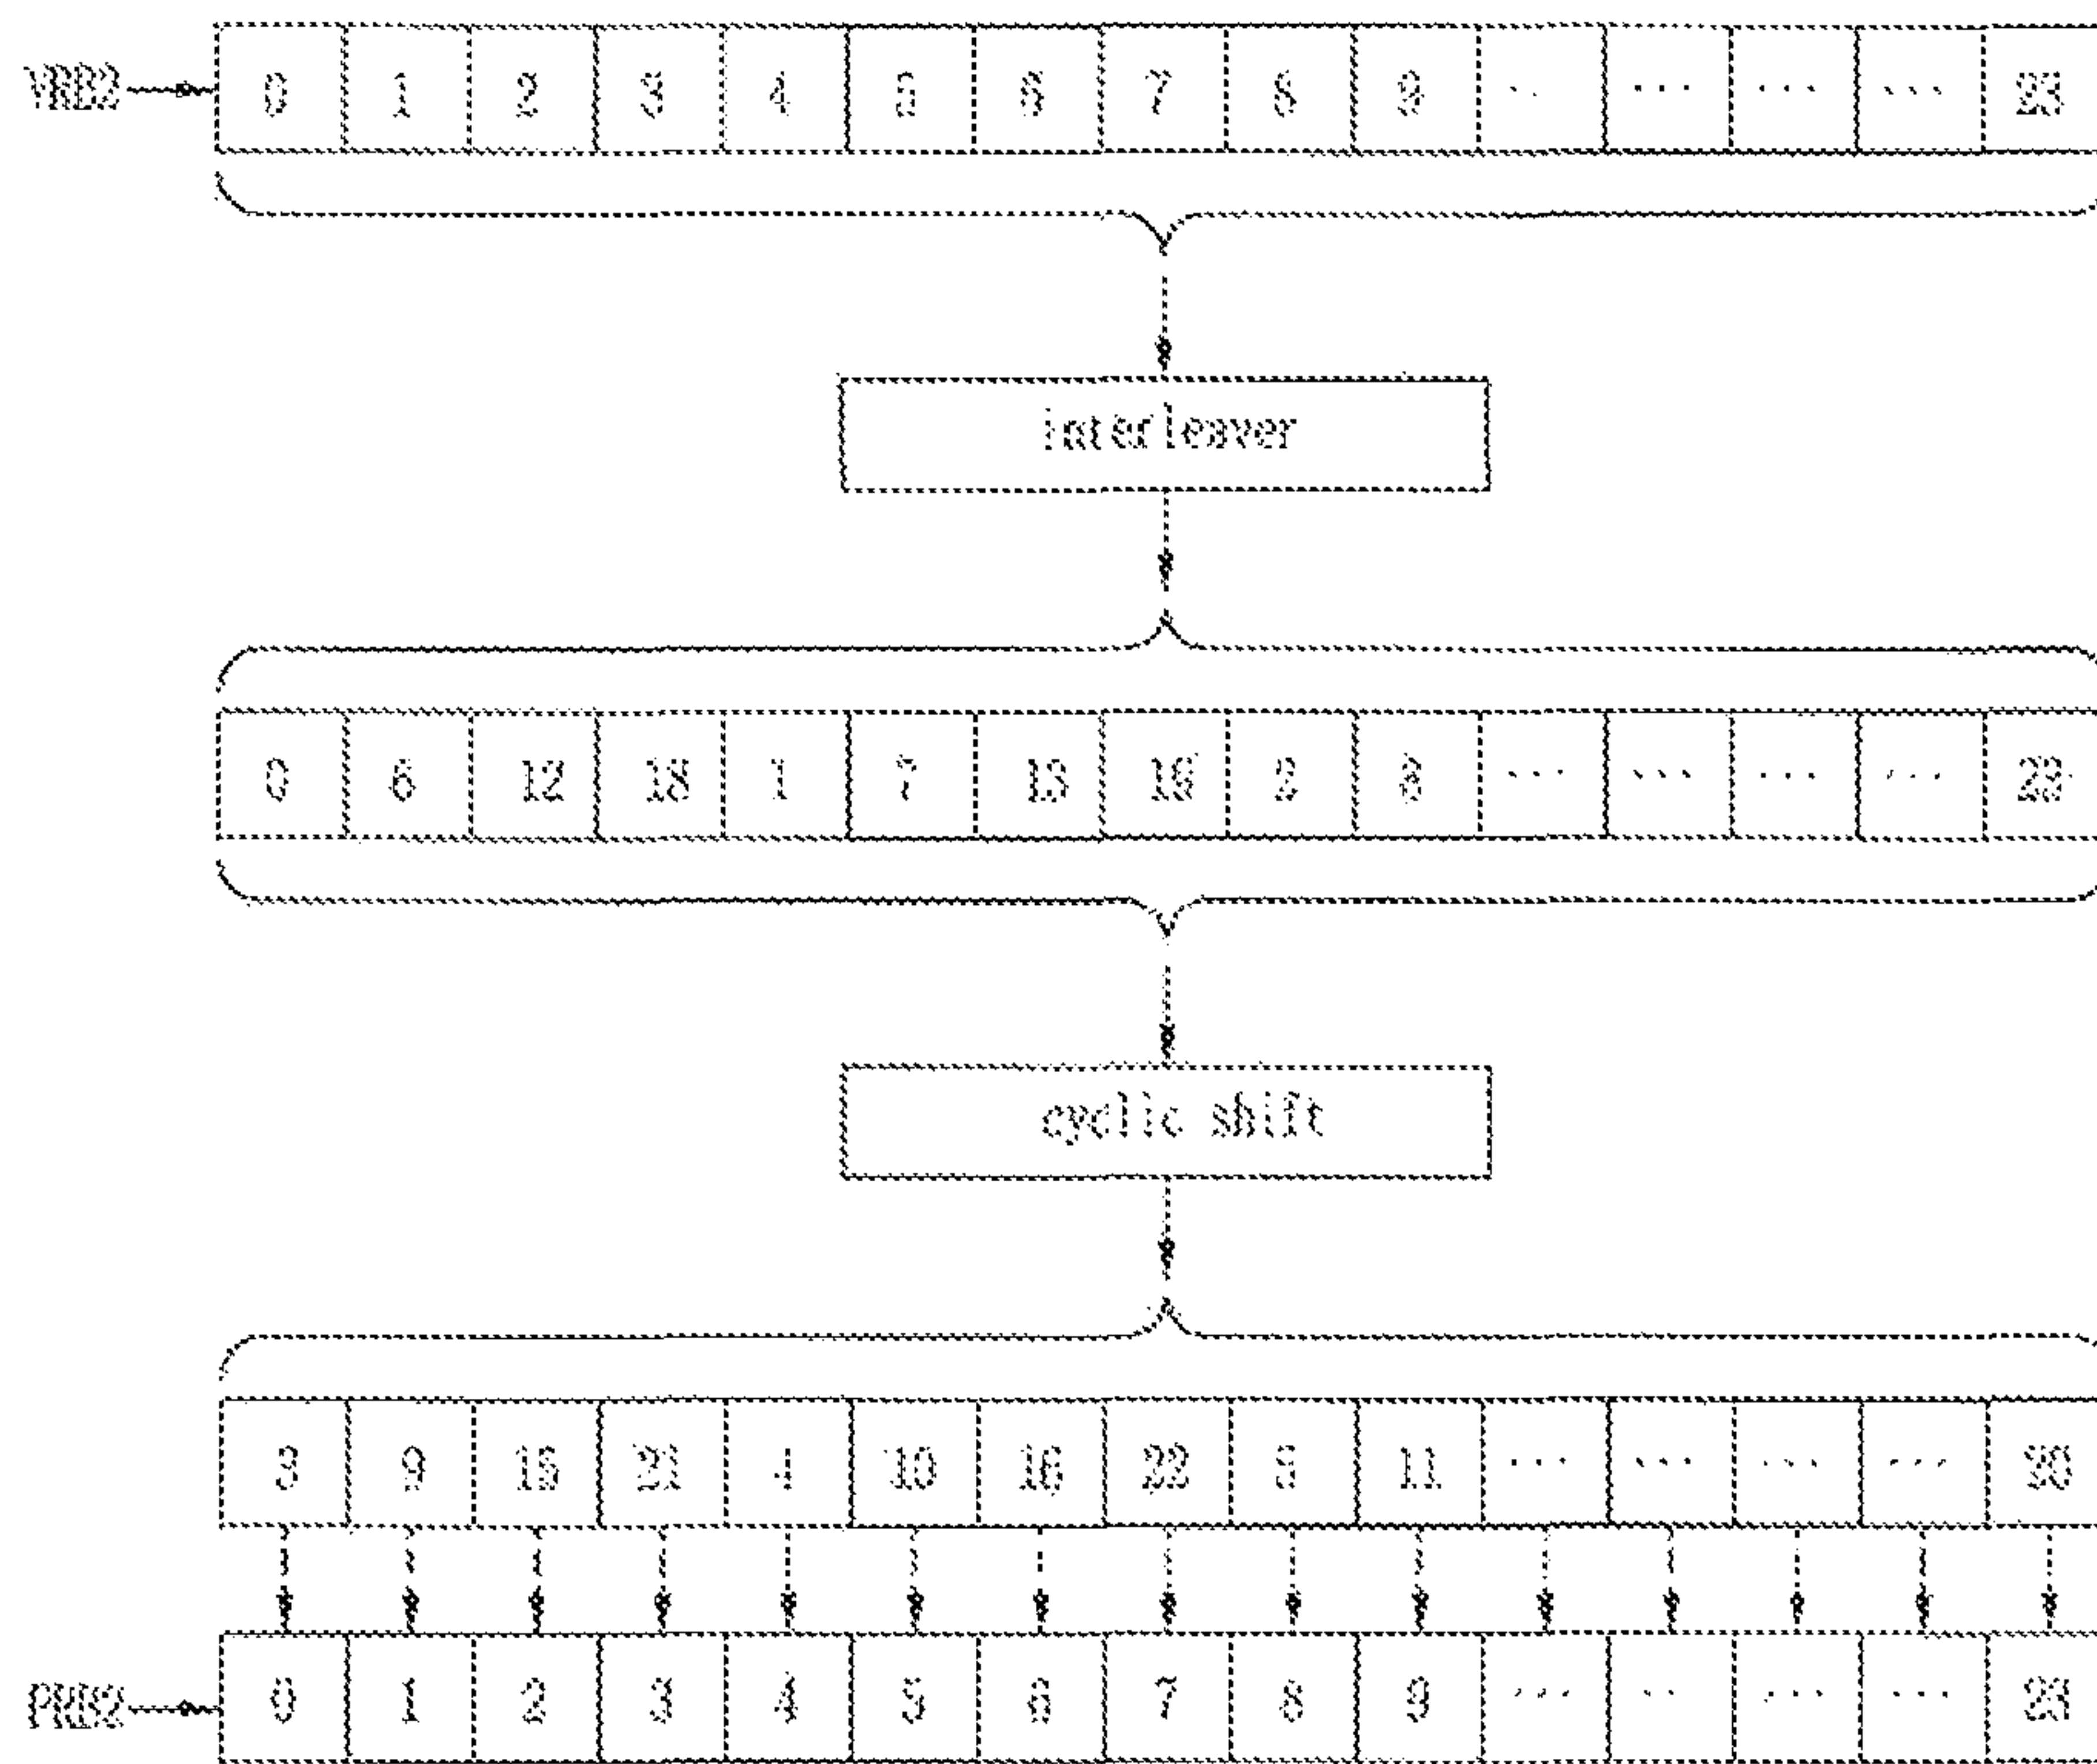 VRB2 0 1 2 3 4 5 6 7 8 9 ·· ··· ··· ··· 23
interleaver
0 6 12 18 1 7 13 19 2 8 ··· ··· ··· ··· 23
cyclic shift
3 9 15 21 4 10 16 22 5 11 ··· ··· ··· ··· 20
PRB2 0 1 2 3 4 5 6 7 8 9 ··· ·· ··· ··· 23